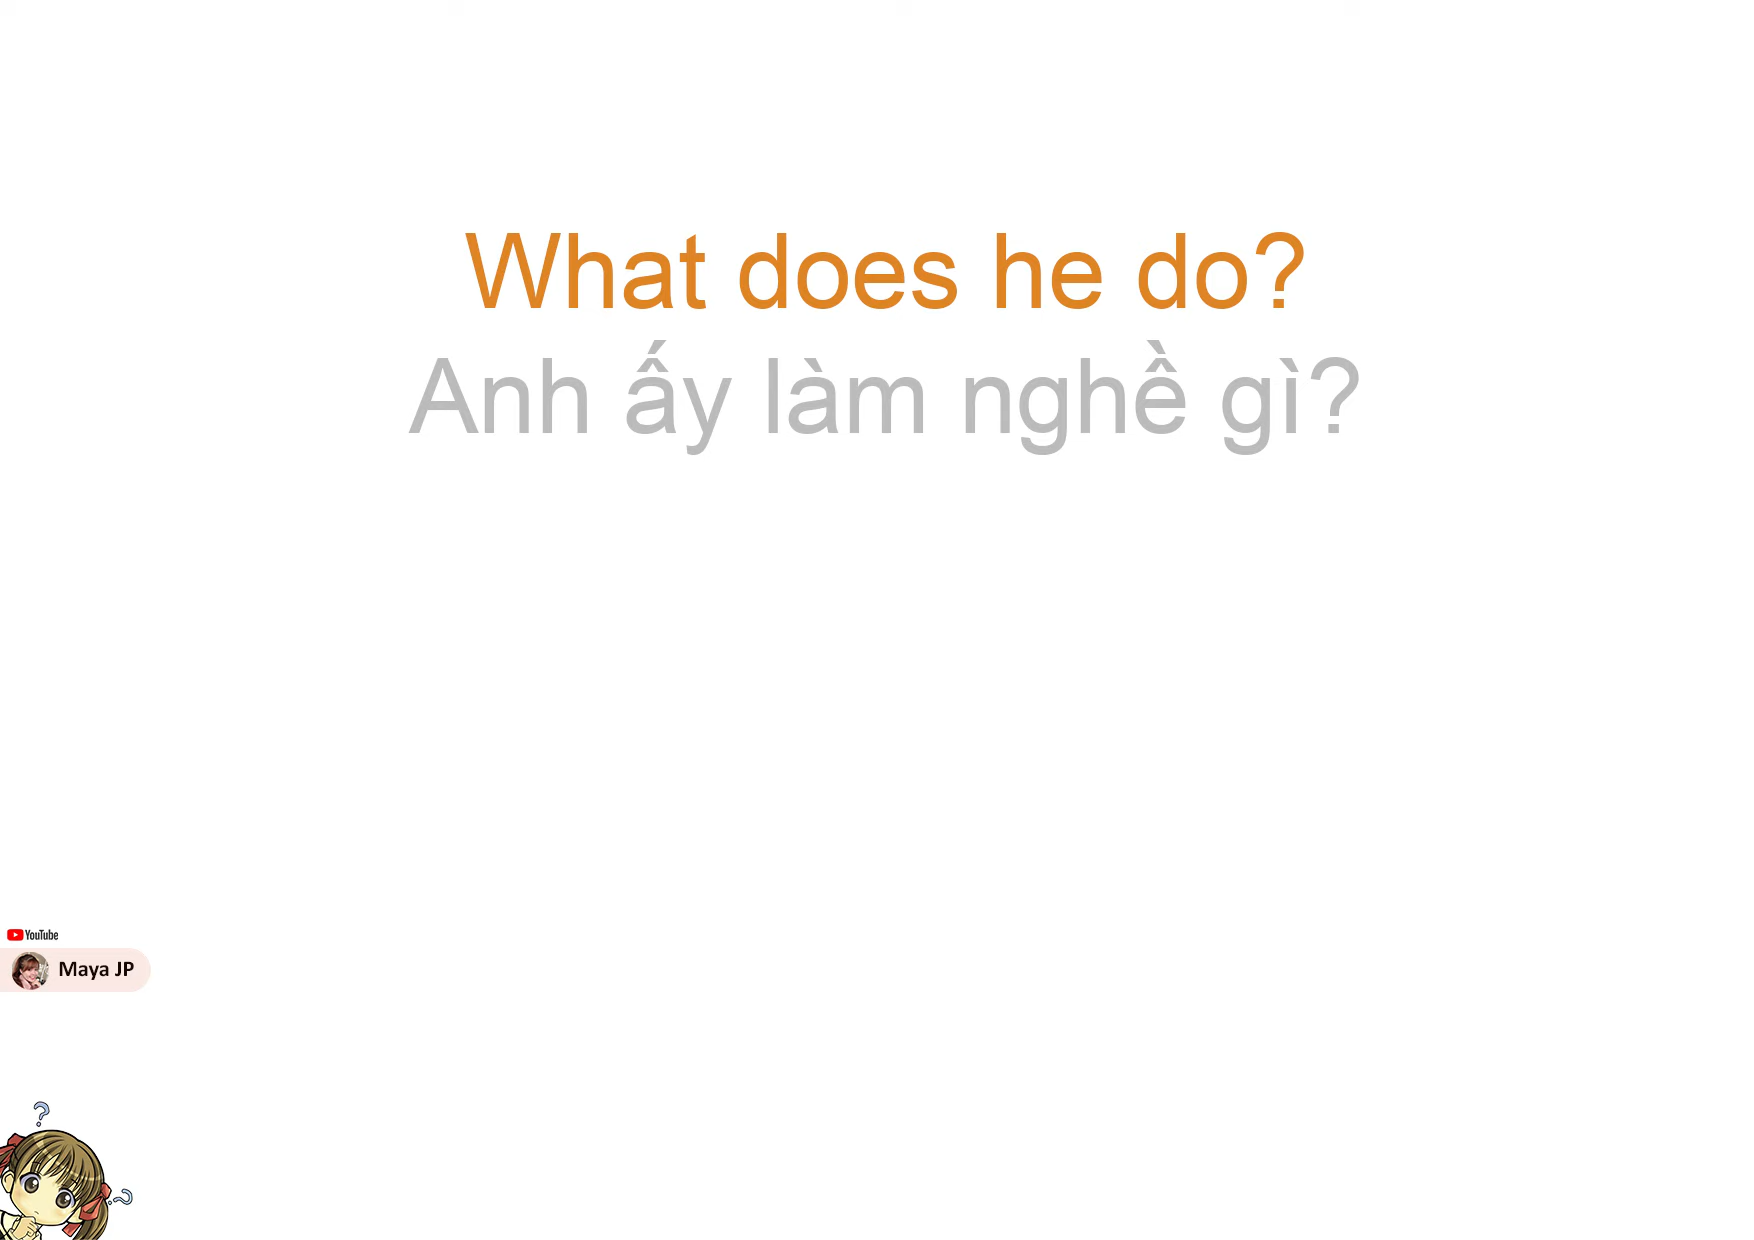 What does he do?
Anh ấy làm nghề gì?
YouTube
Maya JP
?
?